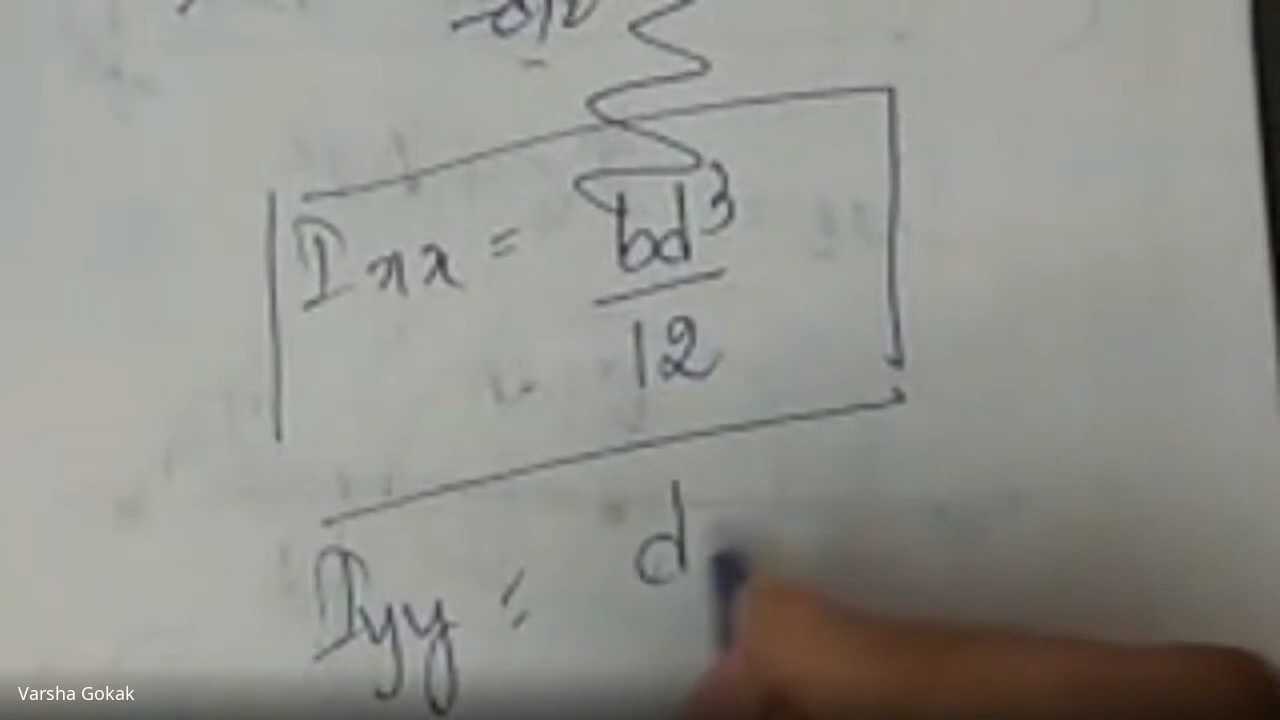 Ixx = bd³
12
Iyy = d
Varsha Gokak